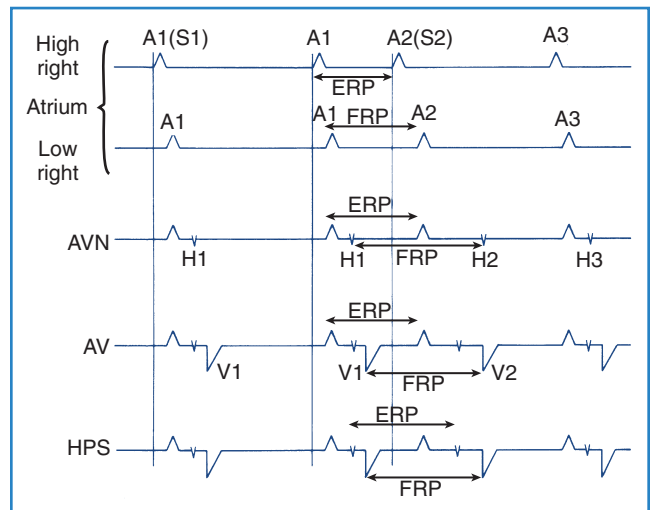 A1(S1) A1 A2(S2) A3
High
right
ERP
Atrium
A1 A1 FRP A2 A3
Low
right
ERP
AVN
H1 H1 FRP H2 H3
ERP
AV
V1 V1 FRP V2
ERP
HPS
FRP